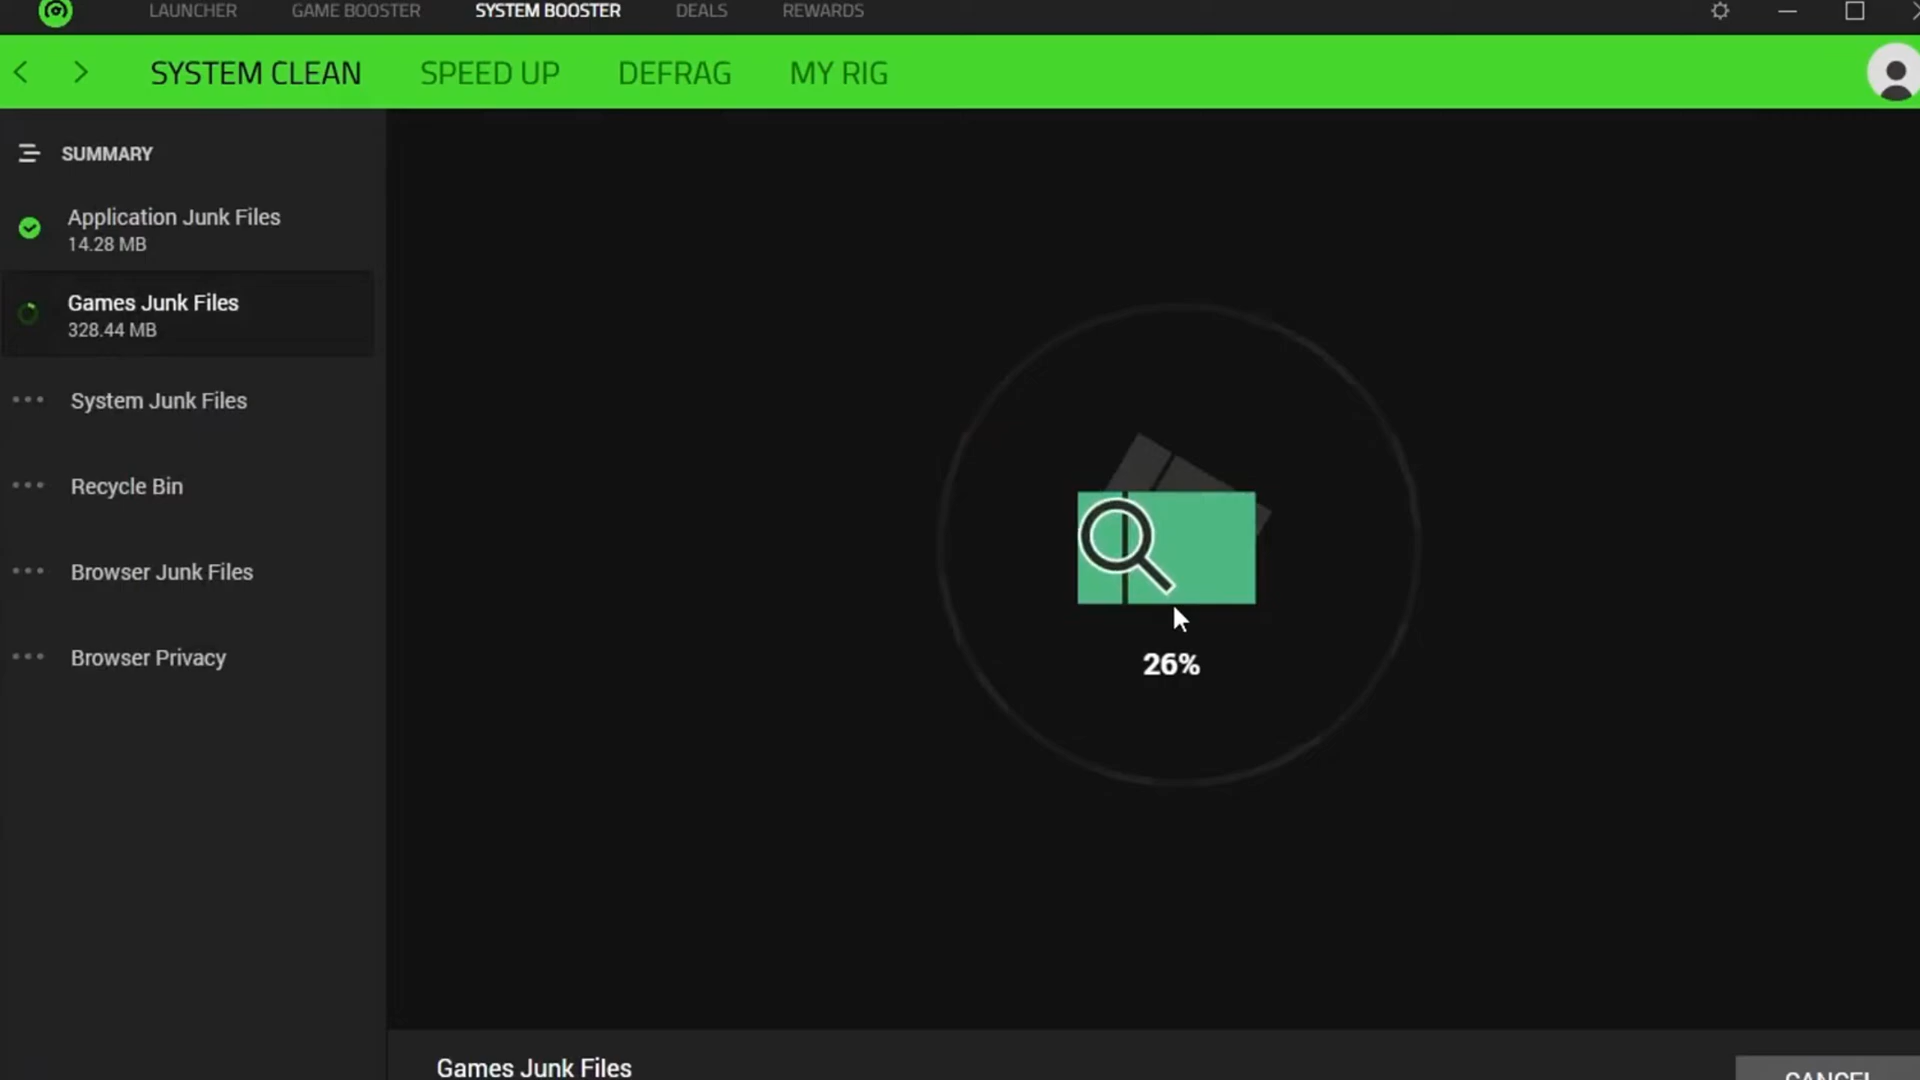 LAUNCHER GAME BOOSTER SYSTEM BOOSTER DEALS REWARDS
SYSTEM CLEAN SPEED UP DEFRAG MY RIG
SUMMARY
Application Junk Files
14.28 MB
Games Junk Files
328.44 MB
System Junk Files
Recycle Bin
Browser Junk Files
Browser Privacy
26%
Games Junk Files
CANCEL